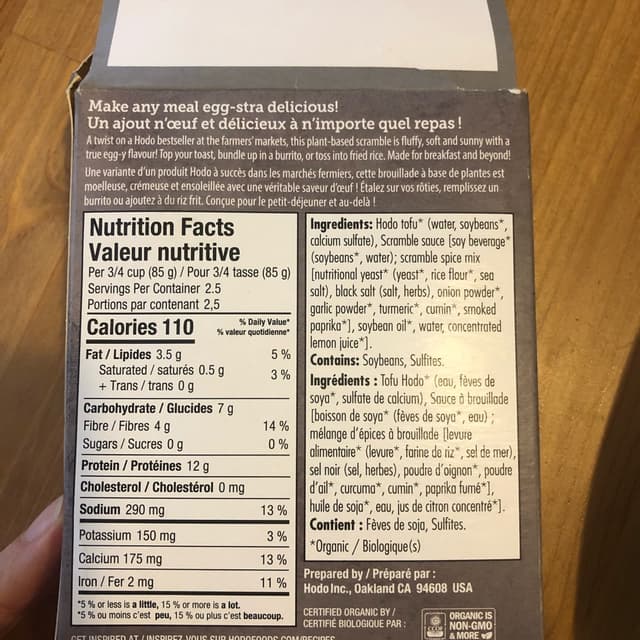 Make any meal egg-stra delicious!
Un ajout n'œuf et délicieux à n'importe quel repas !
A twist on a Hodo bestseller at the farmers' markets, this plant-based scramble is fluffy, soft and sunny with a
true egg-y flavour! Top your toast, bundle up in a burrito, or toss into fried rice. Made for breakfast and beyond!
Une variante d'un produit Hodo à succès dans les marchés fermiers, cette brouillade à base de plantes est
moelleuse, crémeuse et ensoleillée avec une véritable saveur d'œuf ! Étalez sur vos rôties, remplissez un
burrito ou ajoutez à du riz frit. Conçue pour le petit-déjeuner et au-delà !
Nutrition Facts
Valeur nutritive
Per 3/4 cup (85 g) / Pour 3/4 tasse (85 g)
Servings Per Container 2.5
Portions par contenant 2,5
Calories 110
% Daily Value*
% valeur quotidienne*
Fat / Lipides 3.5 g 5 %
Saturated / saturés 0.5 g
+ Trans / trans 0 g 3 %
Carbohydrate / Glucides 7 g
Fibre / Fibres 4 g 14 %
Sugars / Sucres 0 g 0 %
Protein / Protéines 12 g
Cholesterol / Cholestérol 0 mg
Sodium 290 mg 13 %
Potassium 150 mg 3 %
Calcium 175 mg 13 %
Iron / Fer 2 mg 11 %
*5 % or less is a little, 15 % or more is a lot.
*5 % ou moins c'est peu, 15 % ou plus c'est beaucoup.
Ingredients: Hodo tofu* (water, soybeans*,
calcium sulfate), Scramble sauce [soy beverage*
(soybeans*, water); scramble spice mix
[nutritional yeast* (yeast*, rice flour*, sea
salt), black salt (salt, herbs), onion powder*,
garlic powder*, turmeric*, cumin*, smoked
paprika*], soybean oil*, water, concentrated
lemon juice*].
Contains: Soybeans, Sulfites.
Ingrédients : Tofu Hodo* (eau, fèves de
soya*, sulfate de calcium), Sauce à brouillade
[boisson de soya* (fèves de soya*, eau) ;
mélange d'épices à brouillade [levure
alimentaire* (levure*, farine de riz*, sel de mer),
sel noir (sel, herbes), poudre d'oignon*, poudre
d'ail*, curcuma*, cumin*, paprika fumé*],
huile de soja*, eau, jus de citron concentré*].
Contient : Fèves de soja, Sulfites.
*Organic / Biologique(s)
Prepared by / Préparé par :
Hodo Inc., Oakland CA 94608 USA
CERTIFIED ORGANIC BY /
CERTIFIÉ BIOLOGIQUE PAR :
CCOF
ORGANIC IS
NON-GMO
& MORE
GET INSPIRED AT / INSPIREZ-VOUS SUR HODOFOODS.COM/RECIPES